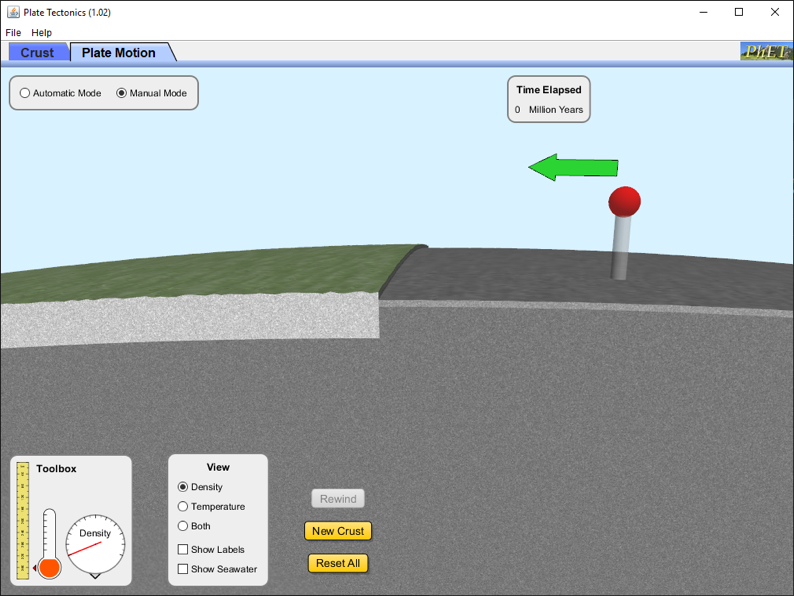 Plate Tectonics (1.02)
File Help
Crust Plate Motion
PhET
Automatic Mode Manual Mode
Time Elapsed
0 Million Years
Toolbox
Density
View
Density
Temperature
Both
Show Labels
Show Seawater
Rewind
New Crust
Reset All